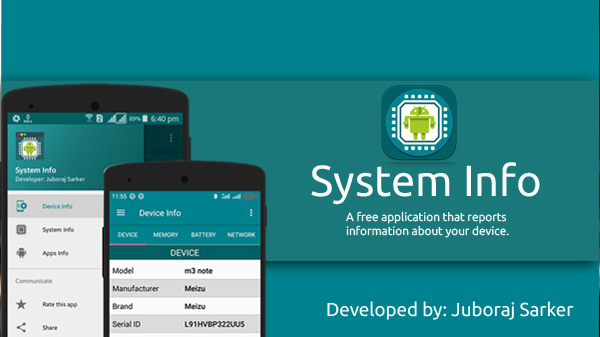 6:40 pm
89%
System Info
Developer: Juboraj Sarker
Device Info
System Info
Apps Info
Communicate
Rate this app
Share
11:55
Device Info
DEVICE MEMORY BATTERY NETWORK
DEVICE
Model m3 note
Manufacturer Meizu
Brand Meizu
Serial ID L91HVBP322UU5
System Info
A free application that reports
information about your device.
Developed by: Juboraj Sarker